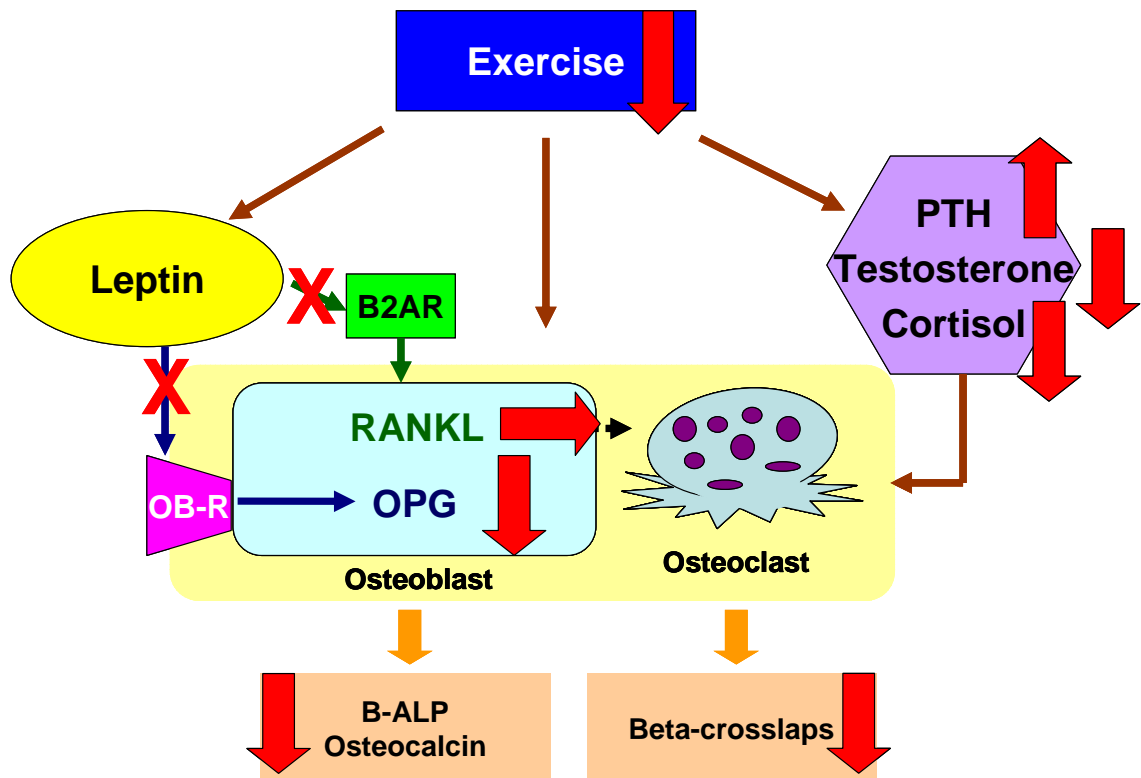 Exercise
Leptin
X
B2AR
PTH
Testosterone
Cortisol
X
RANKL
OB-R
OPG
Osteoblast
Osteoclast
B-ALP
Osteocalcin
Beta-crosslaps